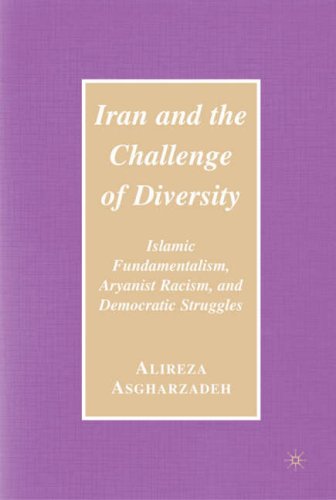 Iran and the
Challenge
of Diversity
Islamic
Fundamentalism,
Aryanist Racism, and
Democratic Struggles
Alireza
Asgharzadeh